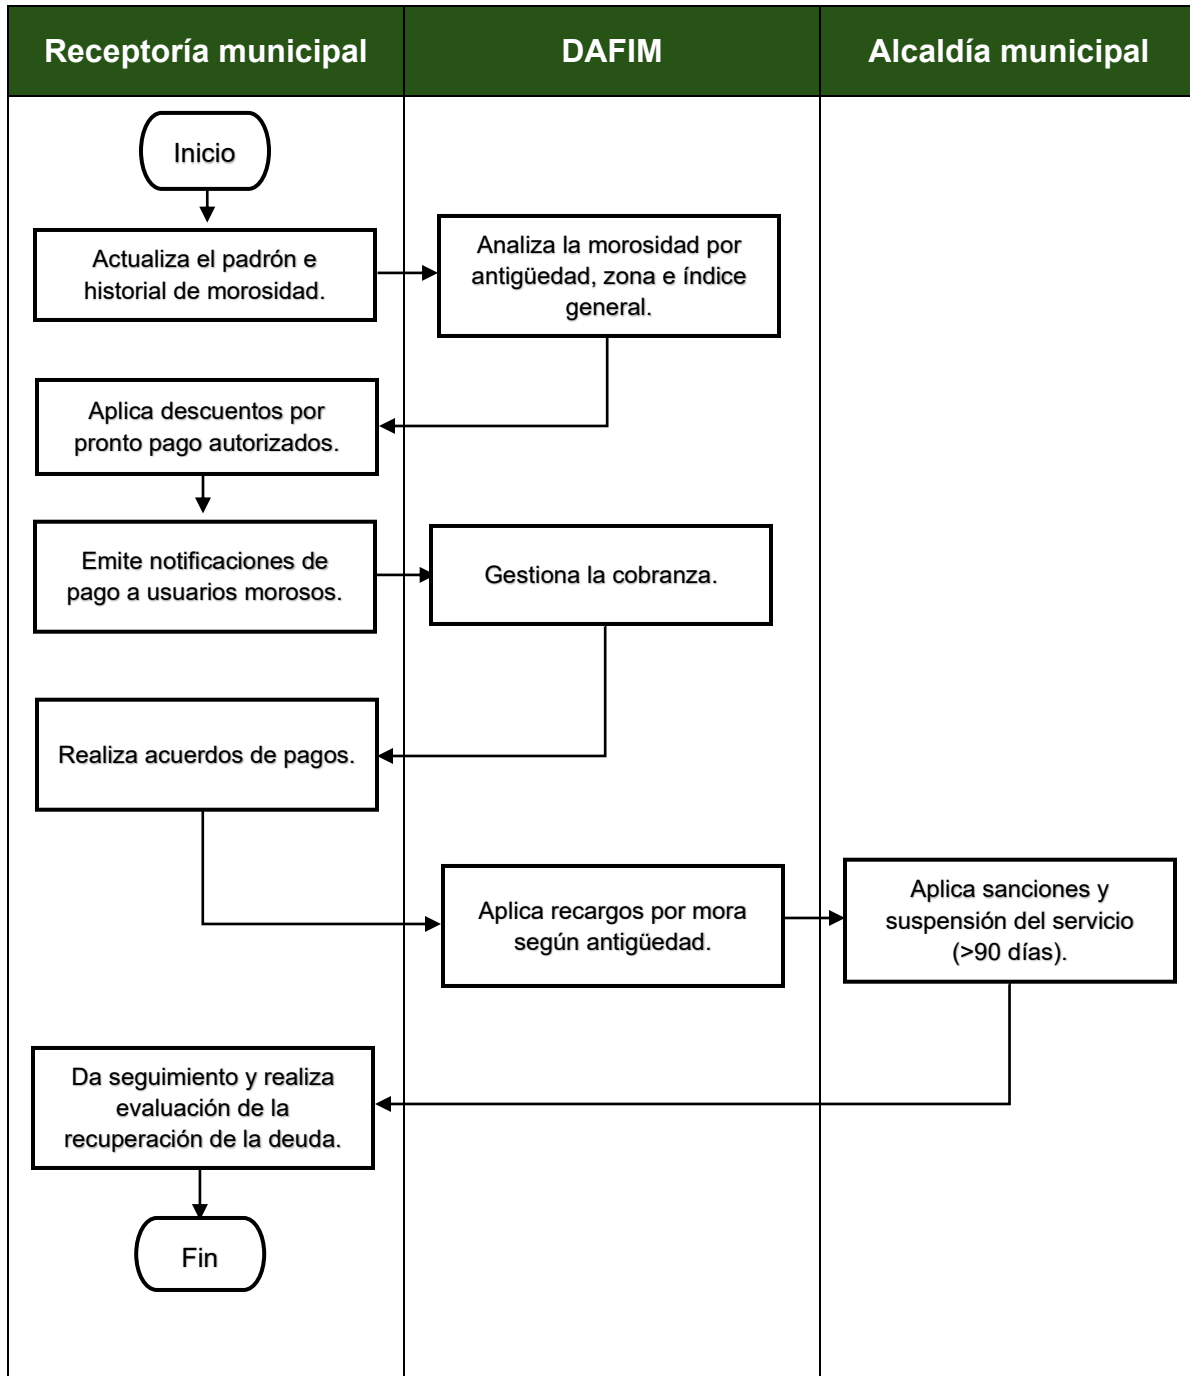 Receptoría municipal
DAFIM
Alcaldía municipal
Inicio
Actualiza el padrón e
historial de morosidad.
Analiza la morosidad por
antigüedad, zona e índice
general.
Aplica descuentos por
pronto pago autorizados.
Emite notificaciones de
pago a usuarios morosos.
Gestiona la cobranza.
Realiza acuerdos de pagos.
Aplica recargos por mora
según antigüedad.
Aplica sanciones y
suspensión del servicio
(>90 días).
Da seguimiento y realiza
evaluación de la
recuperación de la deuda.
Fin